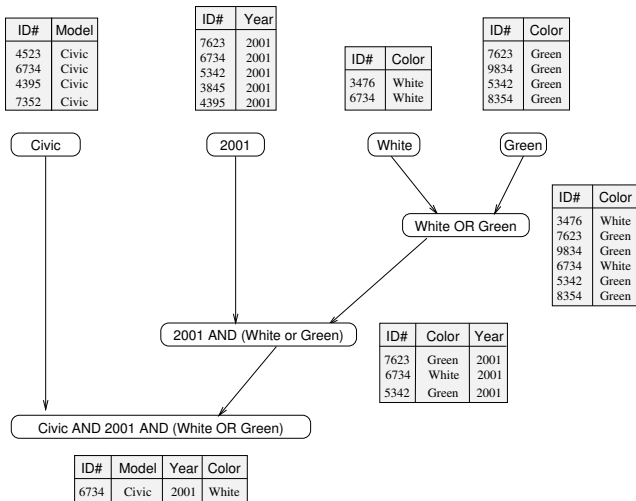 ID# Model
4523 Civic
6734 Civic
4395 Civic
7352 Civic
ID# Year
7623 2001
6734 2001
5342 2001
3845 2001
4395 2001
ID# Color
3476 White
6734 White
ID# Color
7623 Green
9834 Green
5342 Green
8354 Green
Civic
2001
White
Green
White OR Green
ID# Color
3476 White
7623 Green
9834 Green
6734 White
5342 Green
8354 Green
2001 AND (White or Green)
ID# Color Year
7623 Green 2001
6734 White 2001
5342 Green 2001
Civic AND 2001 AND (White OR Green)
ID# Model Year Color
6734 Civic 2001 White